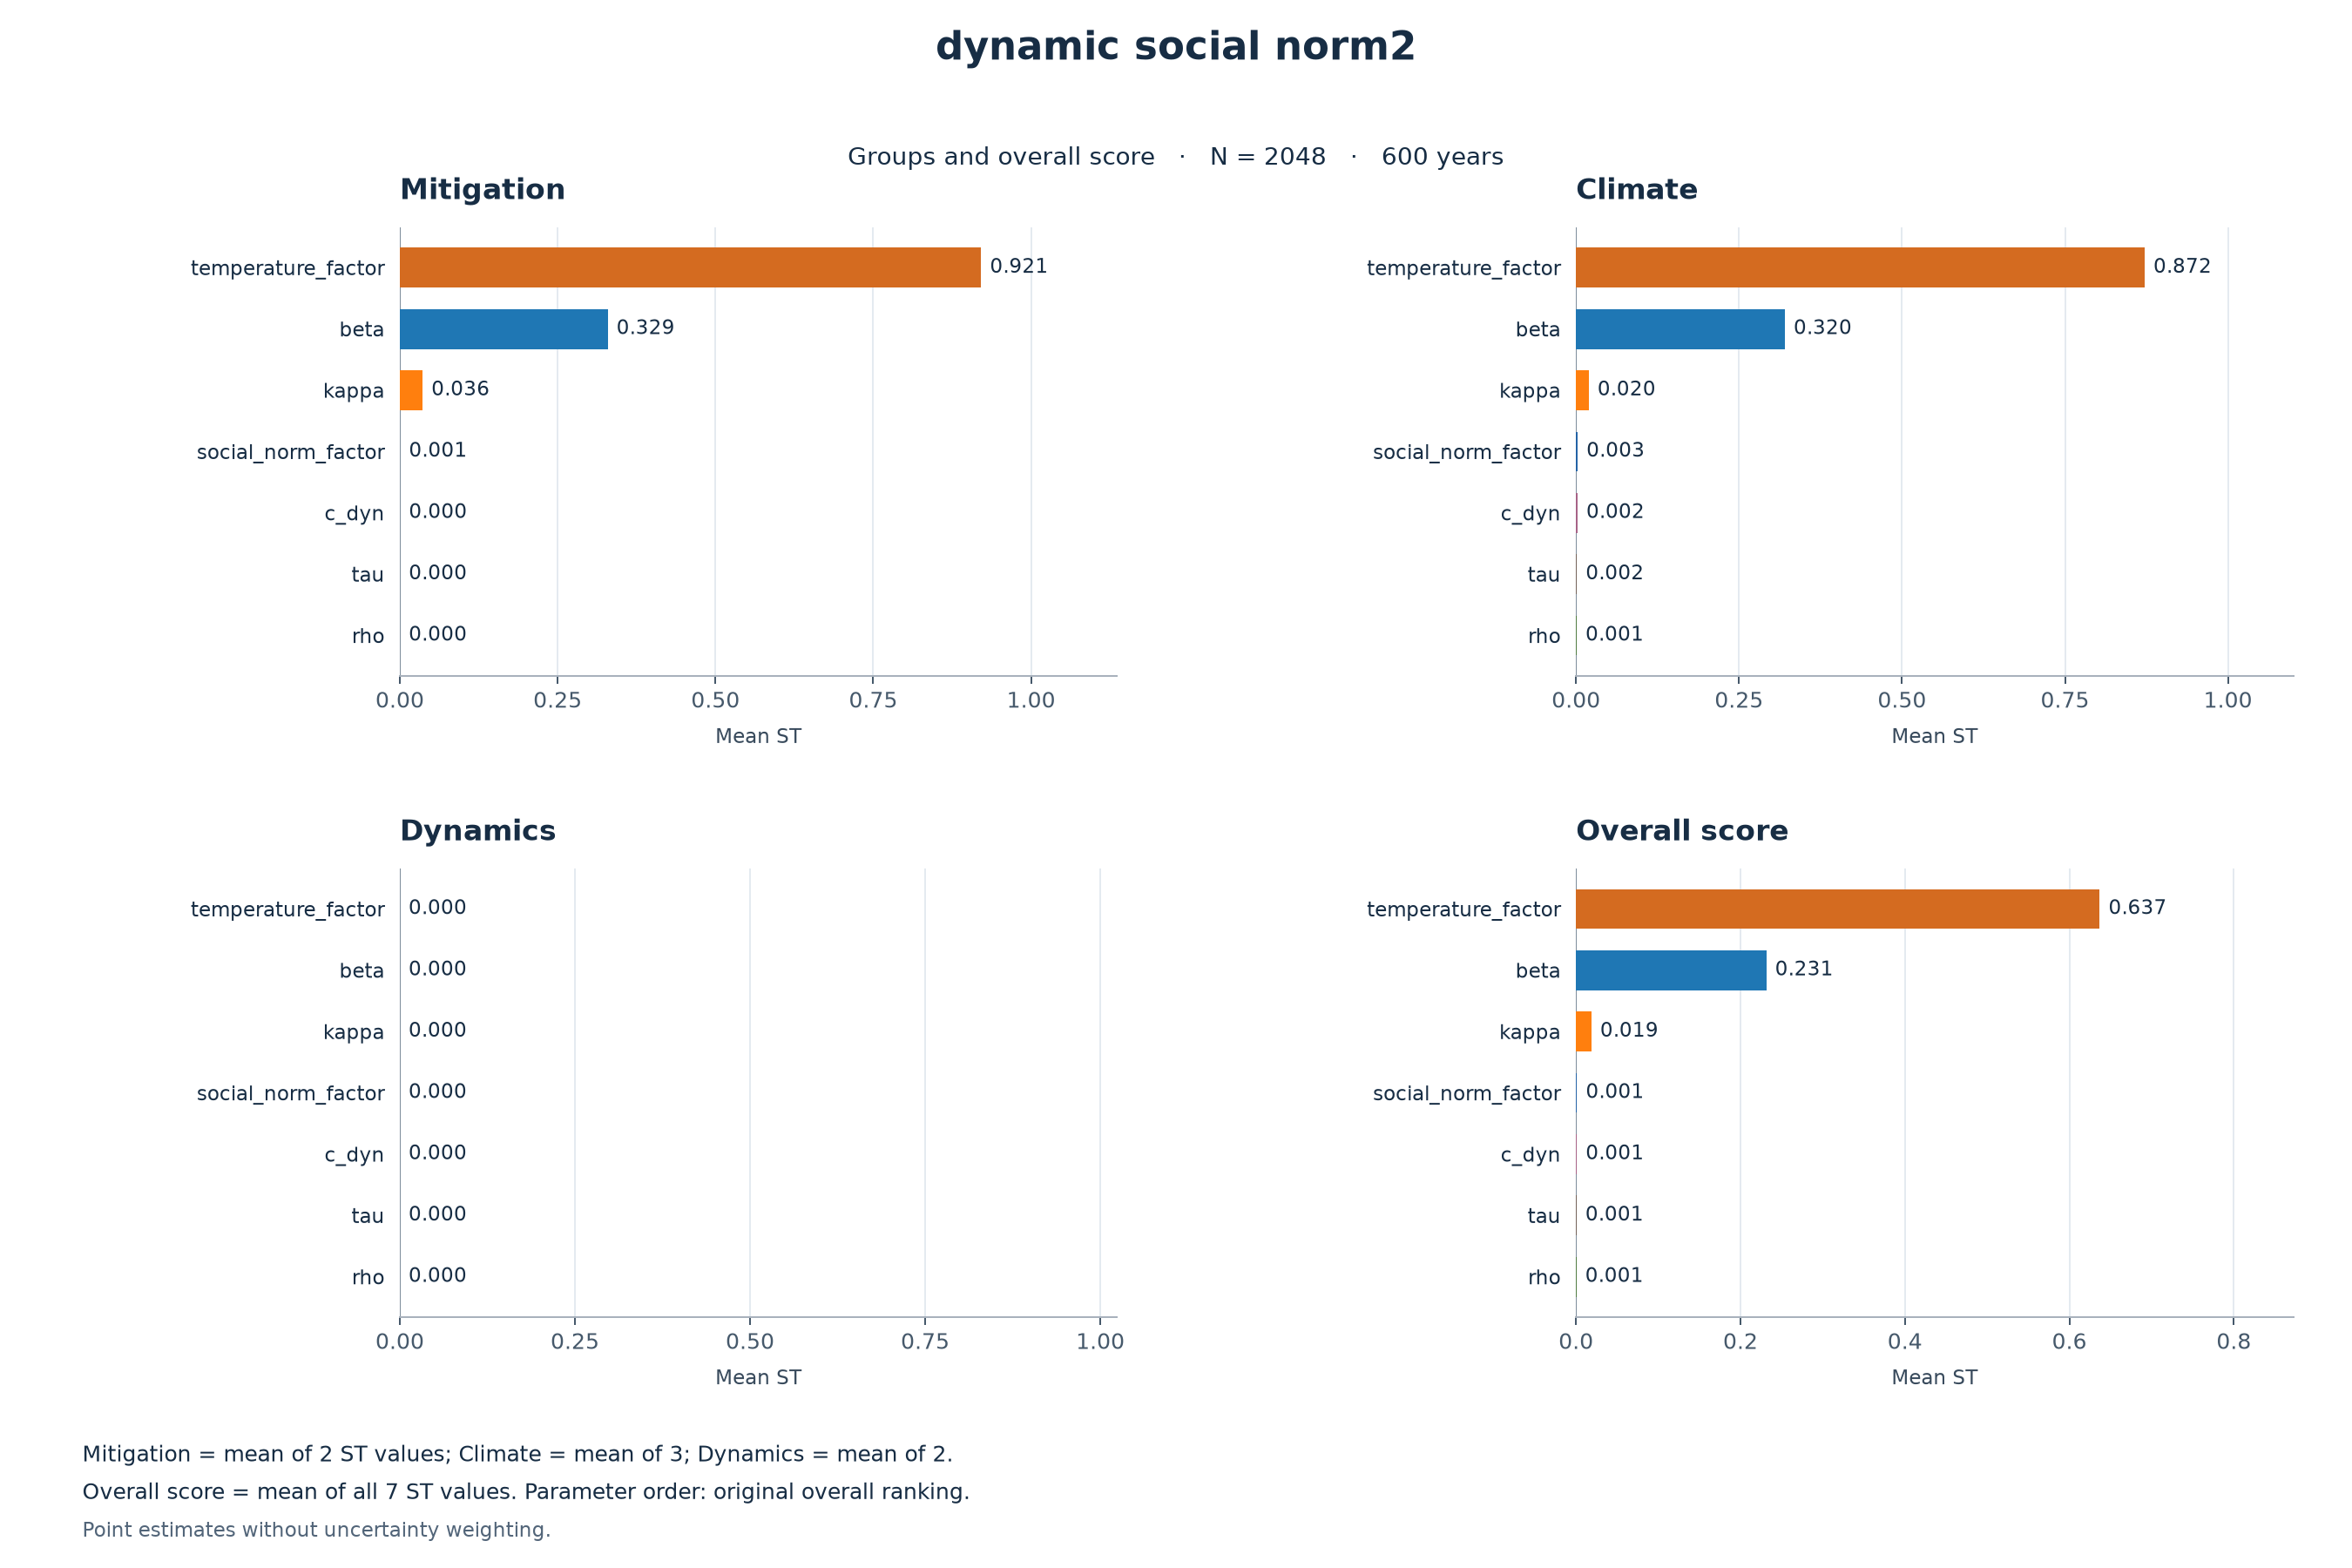 dynamic social norm2
Groups and overall score · N = 2048 · 600 years
Mitigation
temperature_factor 0.921
beta 0.329
kappa 0.036
social_norm_factor 0.001
c_dyn 0.000
tau 0.000
rho 0.000
0.00 0.25 0.50 0.75 1.00
Mean ST
Climate
temperature_factor 0.872
beta 0.320
kappa 0.020
social_norm_factor 0.003
c_dyn 0.002
tau 0.002
rho 0.001
0.00 0.25 0.50 0.75 1.00
Mean ST
Dynamics
temperature_factor 0.000
beta 0.000
kappa 0.000
social_norm_factor 0.000
c_dyn 0.000
tau 0.000
rho 0.000
0.00 0.25 0.50 0.75 1.00
Mean ST
Overall score
temperature_factor 0.637
beta 0.231
kappa 0.019
social_norm_factor 0.001
c_dyn 0.001
tau 0.001
rho 0.001
0.0 0.2 0.4 0.6 0.8
Mean ST
Mitigation = mean of 2 ST values; Climate = mean of 3; Dynamics = mean of 2.
Overall score = mean of all 7 ST values. Parameter order: original overall ranking.
Point estimates without uncertainty weighting.